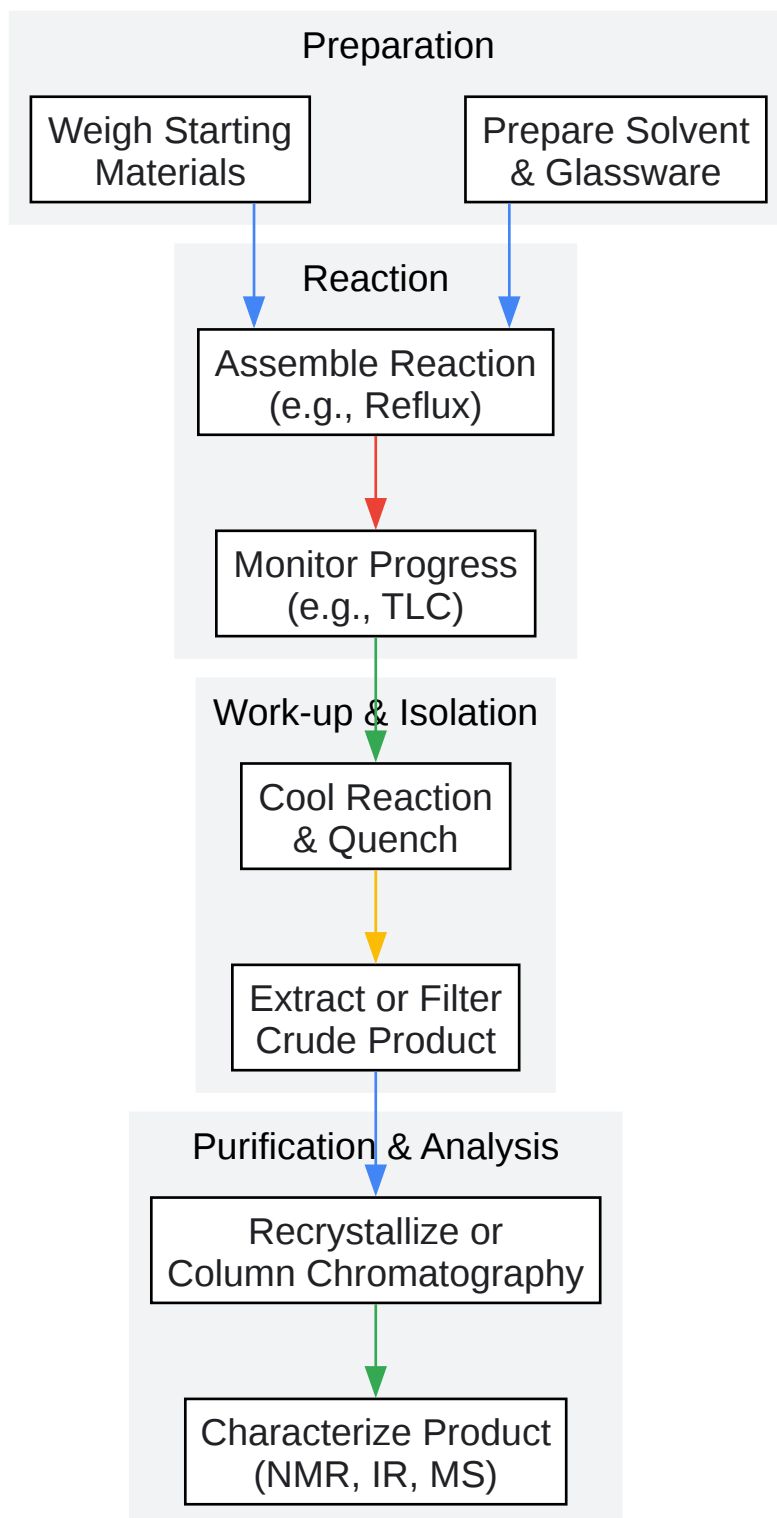 Preparation
Weigh Starting
Materials
Prepare Solvent
& Glassware
Reaction
Assemble Reaction
(e.g., Reflux)
Monitor Progress
(e.g., TLC)
Work-up & Isolation
Cool Reaction
& Quench
Extract or Filter
Crude Product
Purification & Analysis
Recrystallize or
Column Chromatography
Characterize Product
(NMR, IR, MS)